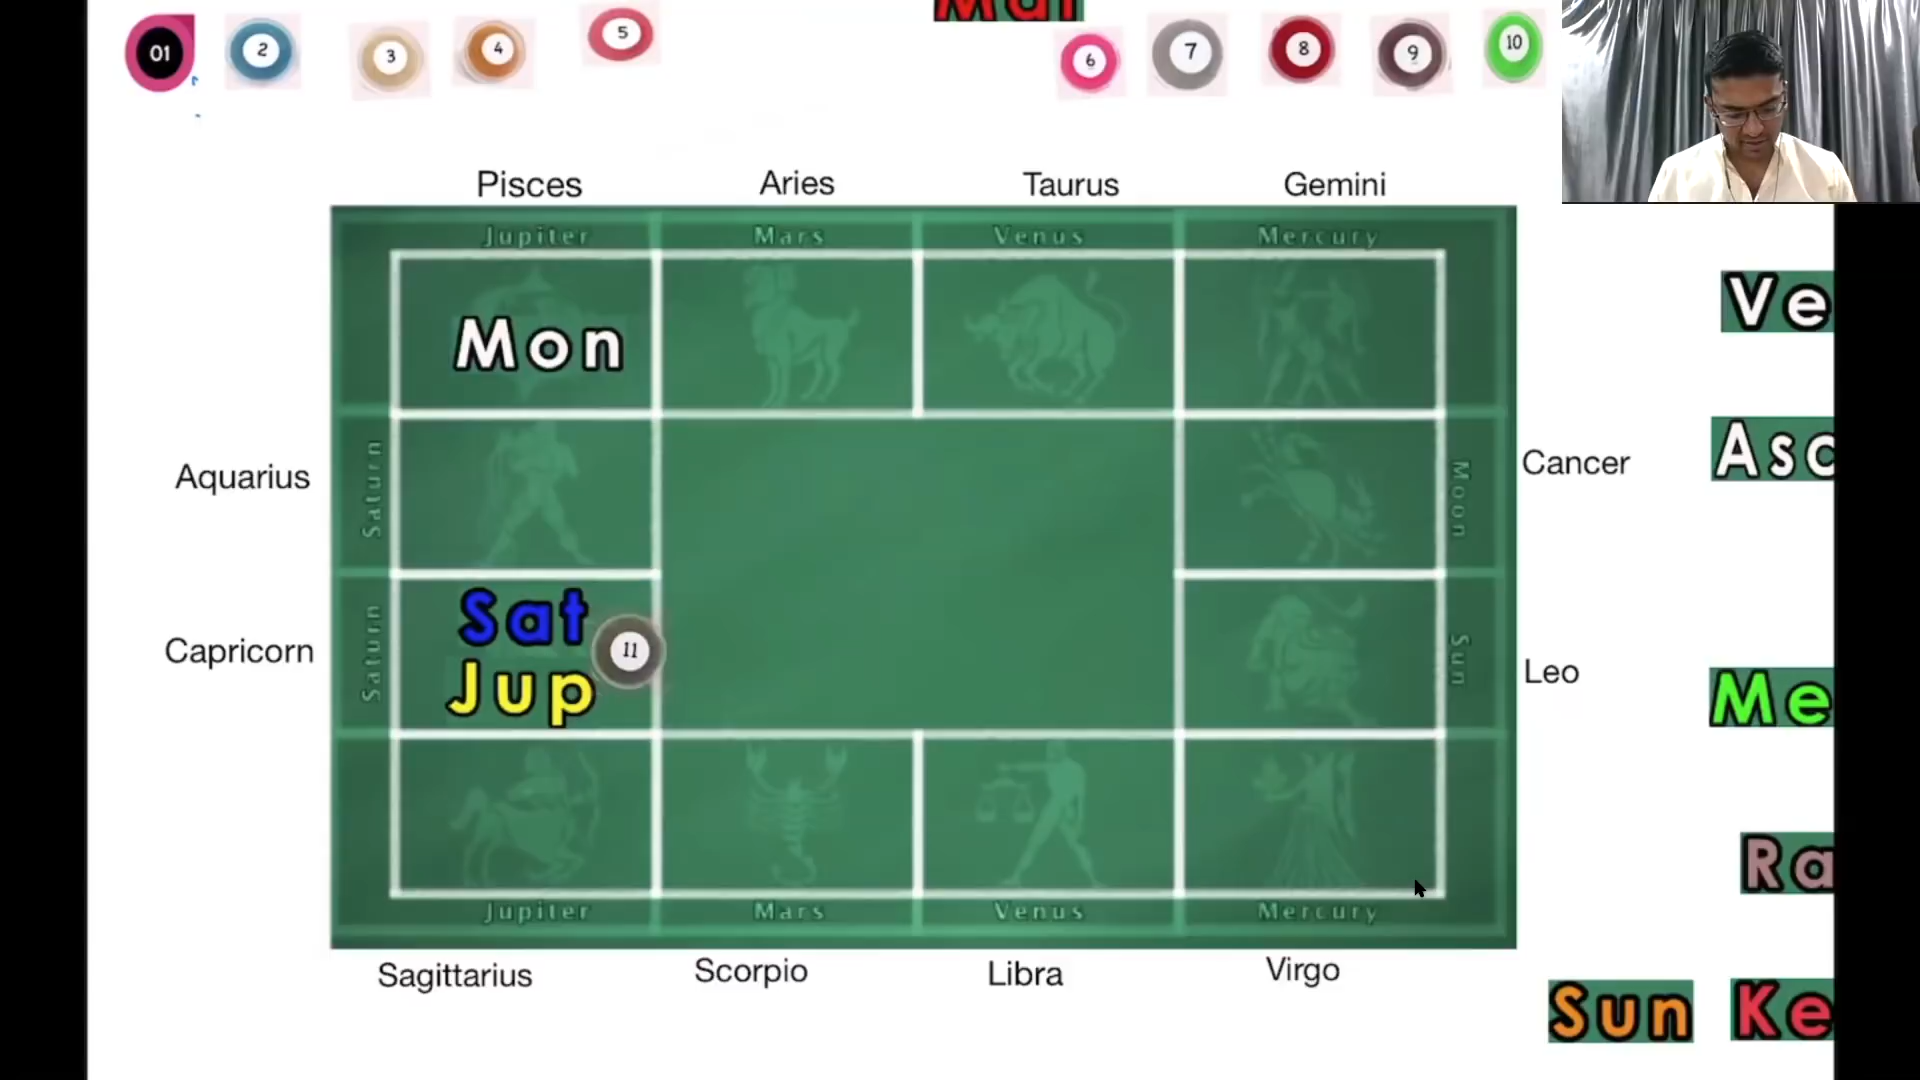 01 2 3 4 5 6 7 8 9 10
Pisces Aries Taurus Gemini
Jupiter Mars Venus Mercury
Ve
Mon
Asc
Aquarius Saturn Moon Cancer
Sat
11
Capricorn Saturn Sun Leo
Jup
Me
Ra
Jupiter Mars Venus Mercury
Sagittarius Scorpio Libra Virgo
Sun Ke